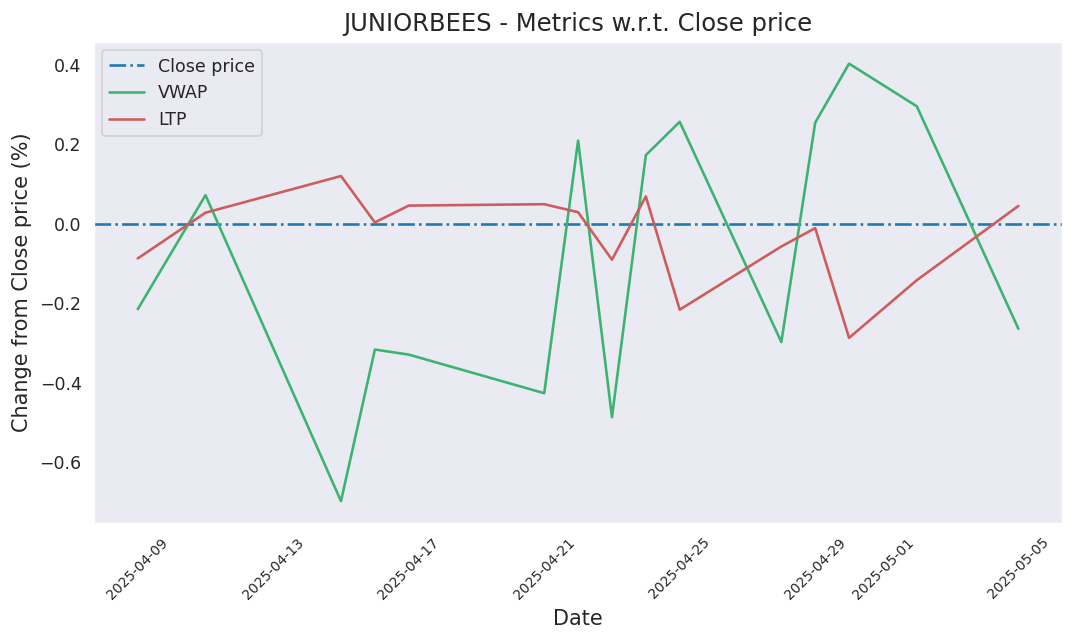 JUNIORBEES - Metrics w.r.t. Close price
Close price
VWAP
LTP
Change from Close price (%)
0.4
0.2
0.0
−0.2
−0.4
−0.6
2025-04-09
2025-04-13
2025-04-17
2025-04-21
2025-04-25
2025-04-29
2025-05-01
2025-05-05
Date